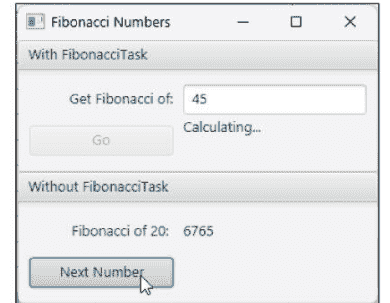 Fibonacci Numbers
With FibonacciTask
Get Fibonacci of: 45
Go Calculating...
Without FibonacciTask
Fibonacci of 20: 6765
Next Number